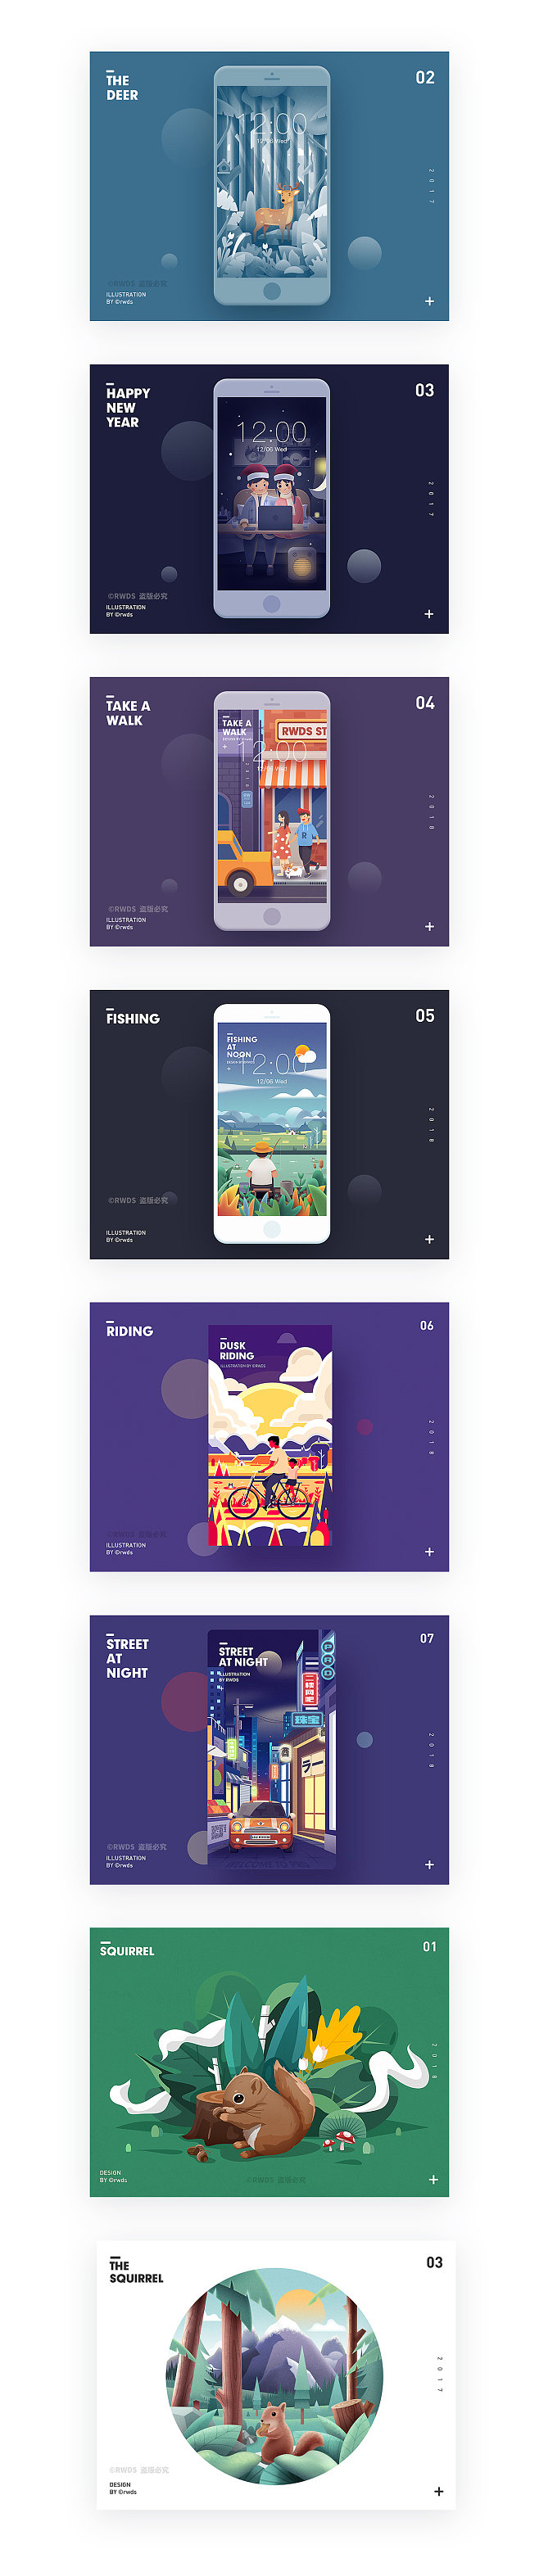 THE
DEER
02
12:00
12/06 Wed
2017
©RWDS 盗版必究
ILLUSTRATION
BY ©rwds
+
HAPPY
NEW
YEAR
03
12:00
12/06 Wed
2017
©RWDS 盗版必究
ILLUSTRATION
BY ©rwds
+
TAKE A
WALK
04
TAKE A
WALK
RWDS ST
12:00
R
2018
©RWDS 盗版必究
ILLUSTRATION
BY ©rwds
+
FISHING
05
FISHING
AT
NOON
12:00
12/06 Wed
2018
©RWDS 盗版必究
ILLUSTRATION
BY ©rwds
+
RIDING
06
DUSK
RIDING
ILLUSTRATION BY ©RWDS
2018
©RWDS 盗版必究
ILLUSTRATION
BY ©rwds
+
STREET
AT
NIGHT
07
STREET
AT NIGHT
ILLUSTRATION
BY RWDS
珠宝
ラー
2018
©RWDS 盗版必究
ILLUSTRATION
BY ©rwds
+
SQUIRREL
01
2018
DESIGN
BY ©rwds
©RWDS 盗版必究
+
THE
SQUIRREL
03
2017
©RWDS 盗版必究
DESIGN
BY ©rwds
+